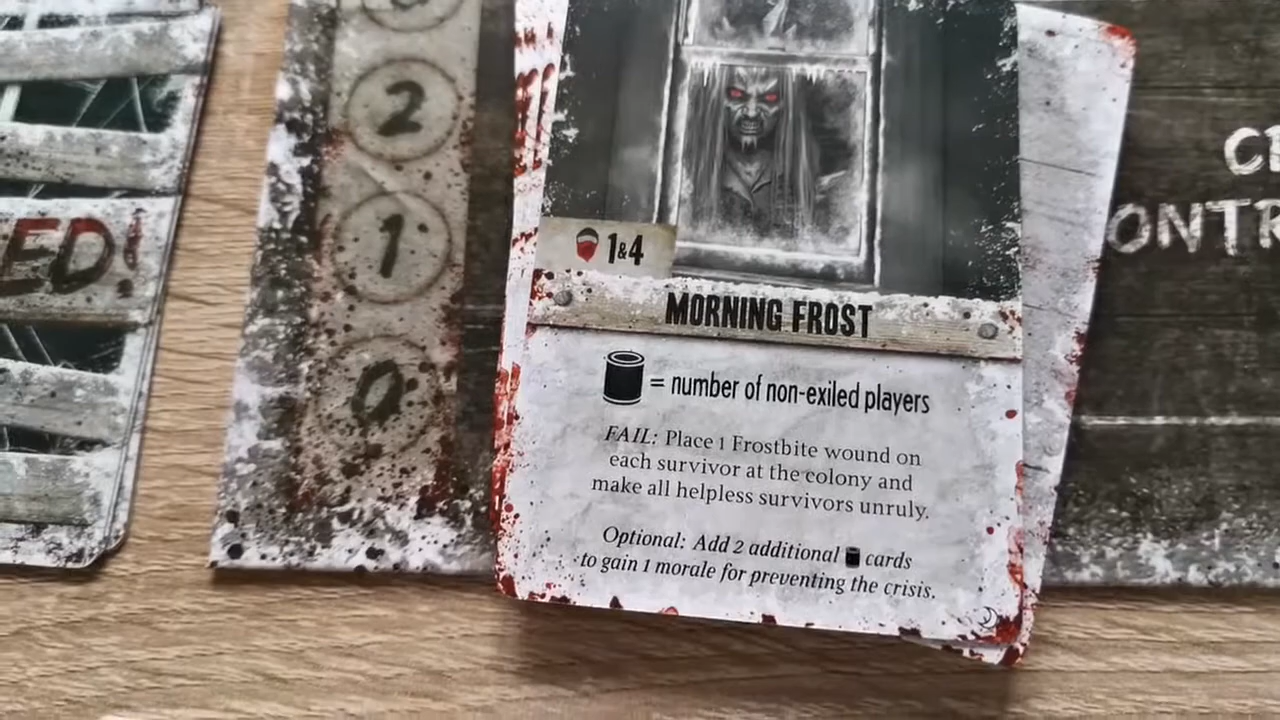 2
1
0
ED!
1&4
MORNING FROST
= number of non-exiled players
FAIL: Place 1 Frostbite wound on
each survivor at the colony and
make all helpless survivors unruly.
Optional: Add 2 additional cards
to gain 1 morale for preventing the crisis.